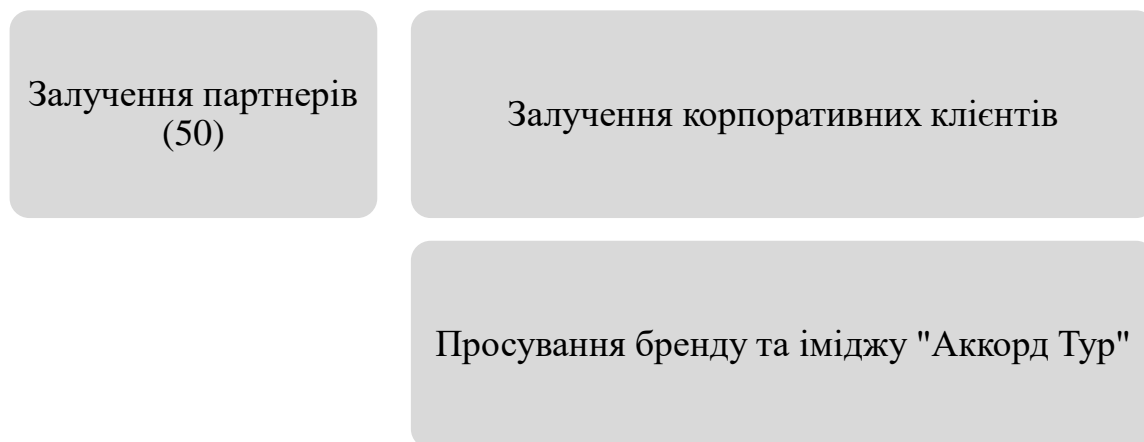 Залучення партнерів
(50)
Залучення корпоративних клієнтів
Просування бренду та іміджу "Аккорд Тур"